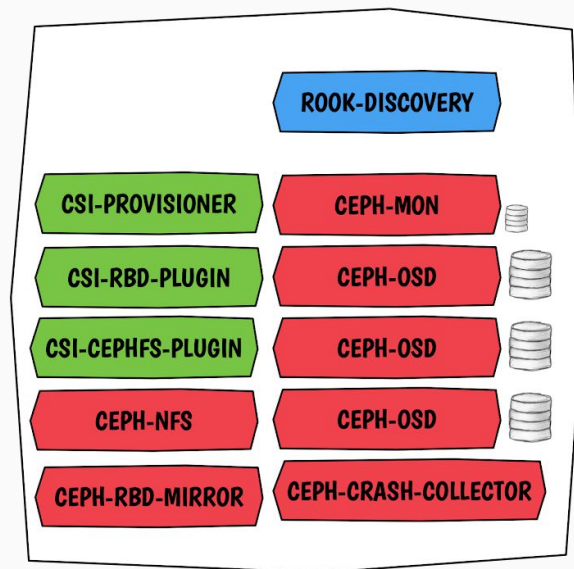 ROOK-DISCOVERY
CSI-PROVISIONER
CEPH-MON
CSI-RBD-PLUGIN
CEPH-OSD
CSI-CEPHFS-PLUGIN
CEPH-OSD
CEPH-NFS
CEPH-OSD
CEPH-RBD-MIRROR
CEPH-CRASH-COLLECTOR